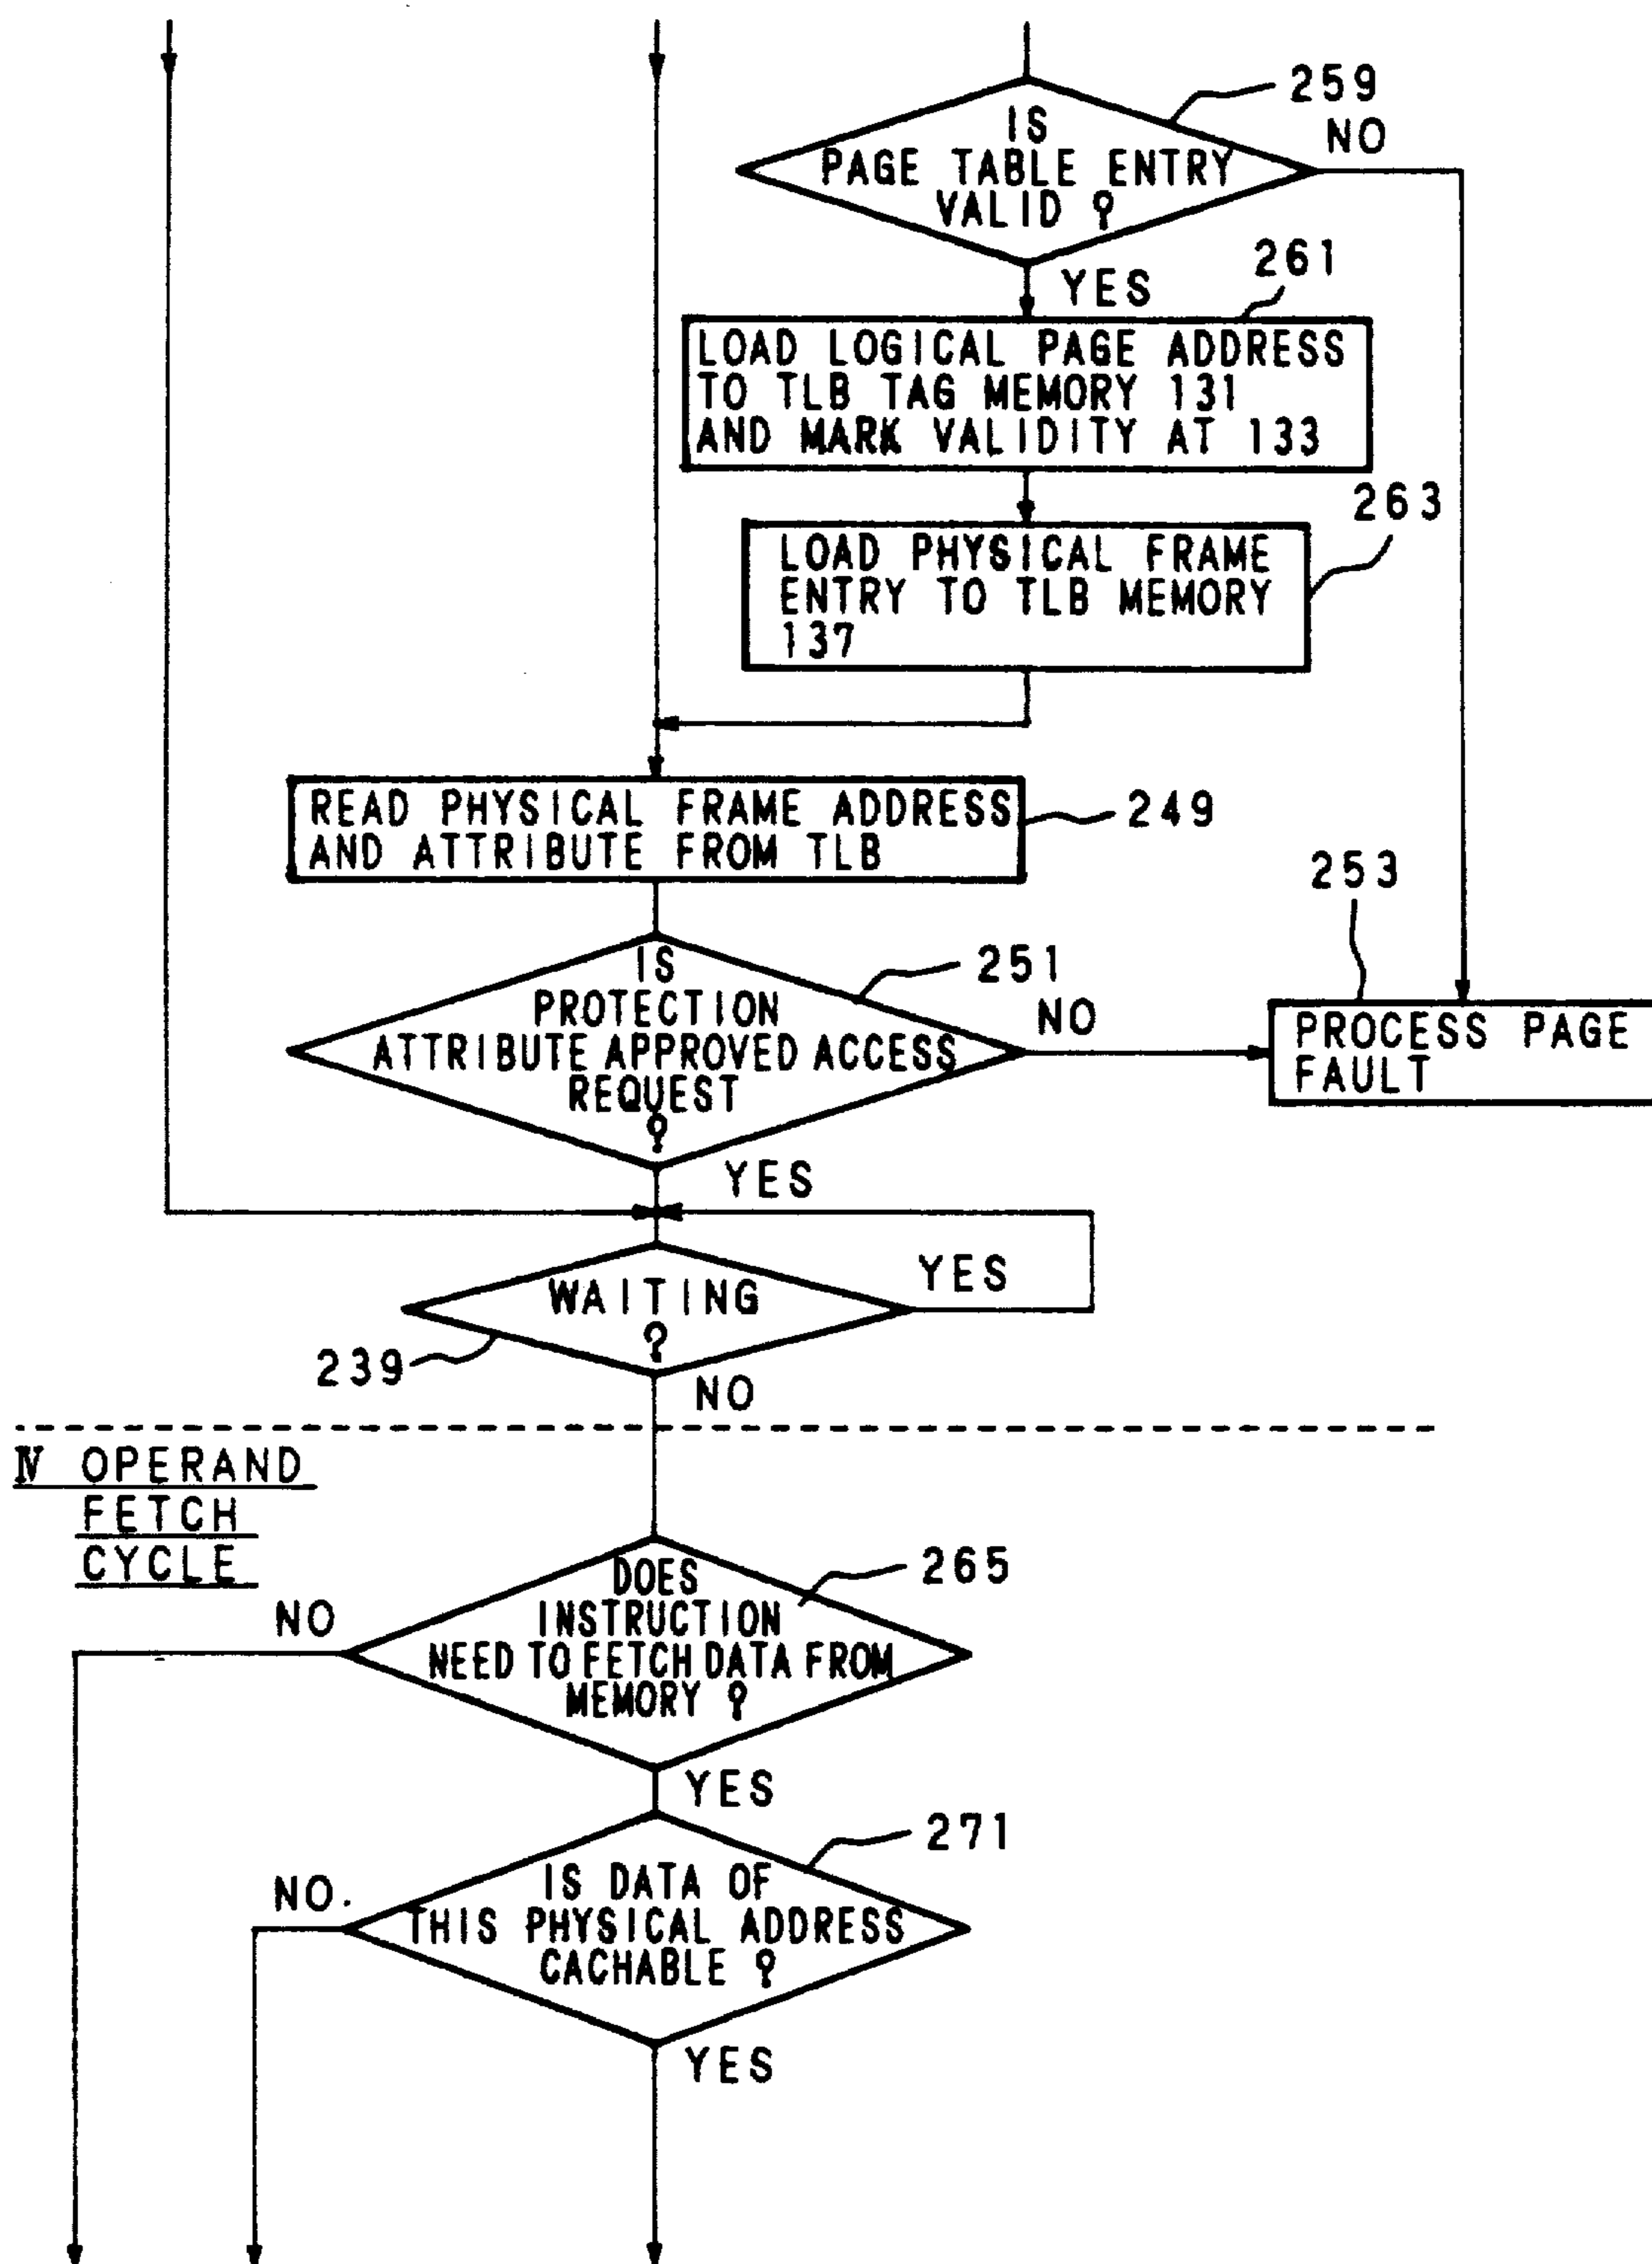 259
IS
NO
PAGE TABLE ENTRY
VALID ?
261
YES
LOAD LOGICAL PAGE ADDRESS
TO TLB TAG MEMORY 131
AND MARK VALIDITY AT 133
263
LOAD PHYSICAL FRAME
ENTRY TO TLB MEMORY
137
READ PHYSICAL FRAME ADDRESS
AND ATTRIBUTE FROM TLB
249
253
IS
251
PROTECTION
NO
ATTRIBUTE APPROVED ACCESS
REQUEST
?
PROCESS PAGE
FAULT
YES
YES
WAITING
?
239
NO
IV OPERAND
FETCH
CYCLE
265
DOES
INSTRUCTION
NO
NEED TO FETCH DATA FROM
MEMORY ?
YES
271
IS DATA OF
NO.
THIS PHYSICAL ADDRESS
CACHABLE ?
YES